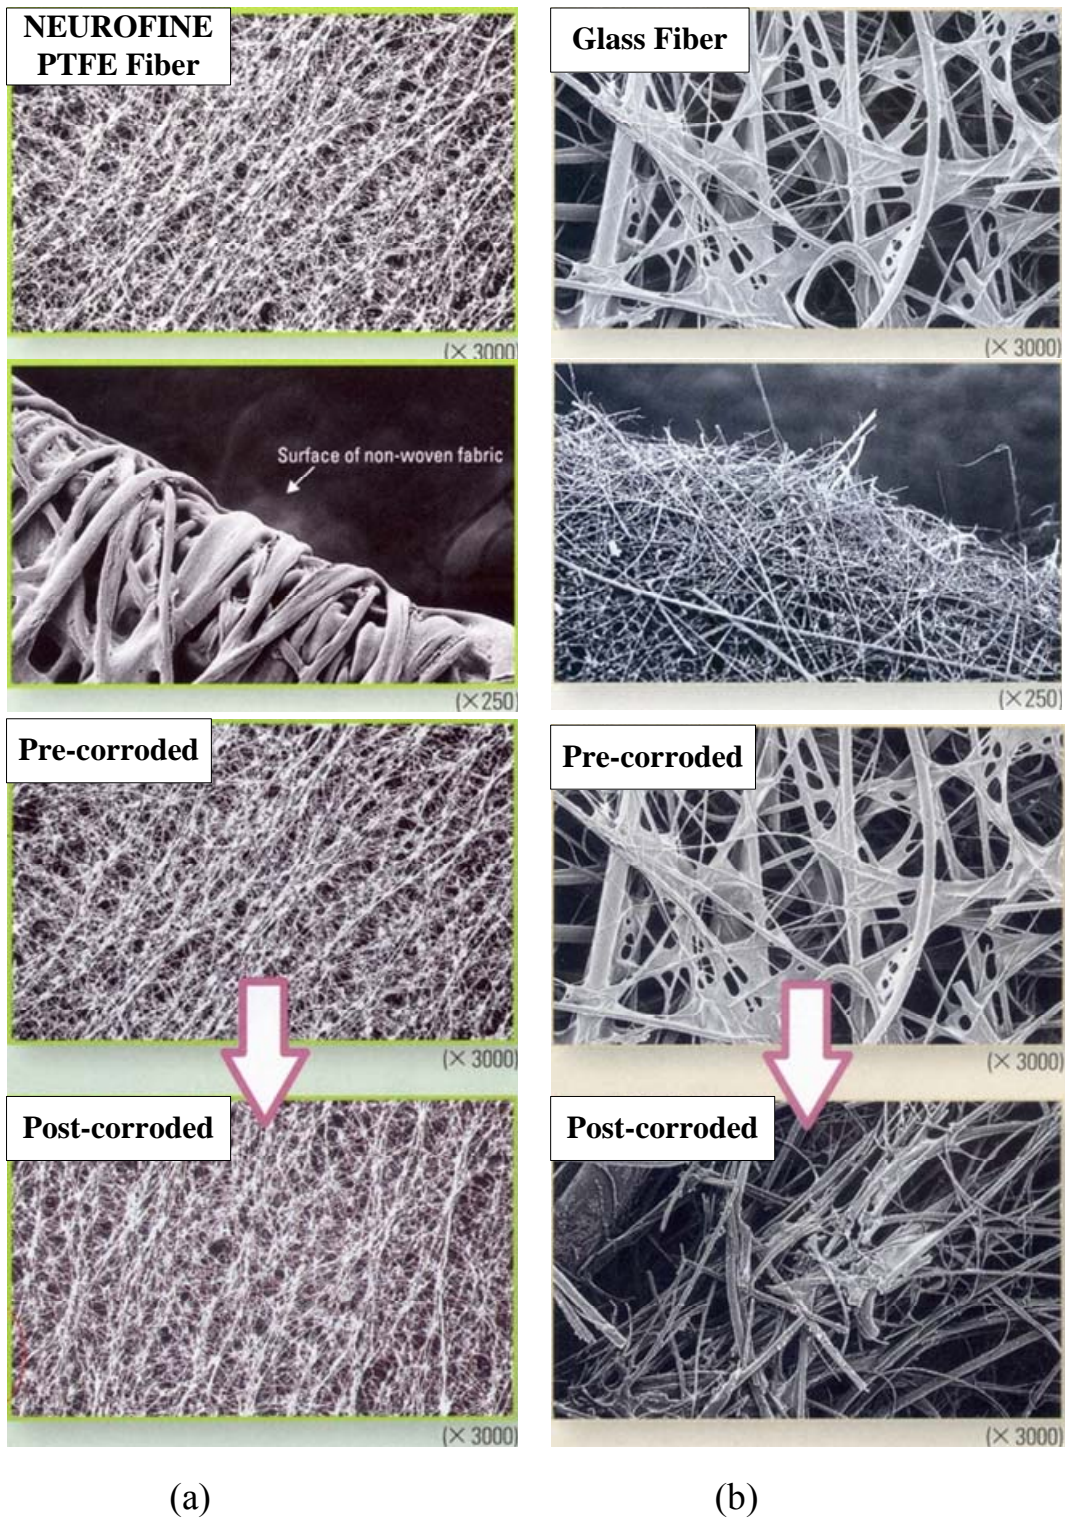 NEUROFINE
PTFE Fiber
(× 3000)
Surface of non-woven fabric
(×250)
Pre-corroded
(× 3000)
Post-corroded
(× 3000)
(a)
Glass Fiber
(× 3000)
(×250)
Pre-corroded
(× 3000)
Post-corroded
(× 3000)
(b)